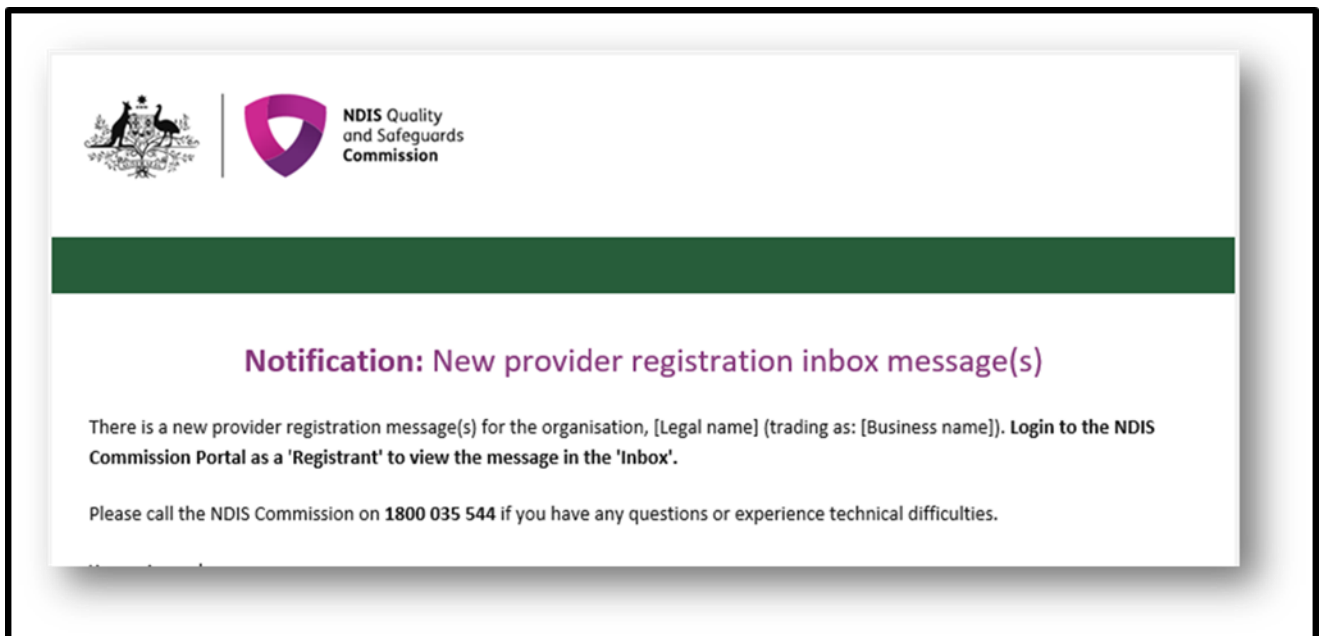 NDIS Quality
and Safeguards
Commission
Notification: New provider registration inbox message(s)
There is a new provider registration message(s) for the organisation, [Legal name] (trading as: [Business name]). Login to the NDIS
Commission Portal as a 'Registrant' to view the message in the 'Inbox'.
Please call the NDIS Commission on 1800 035 544 if you have any questions or experience technical difficulties.